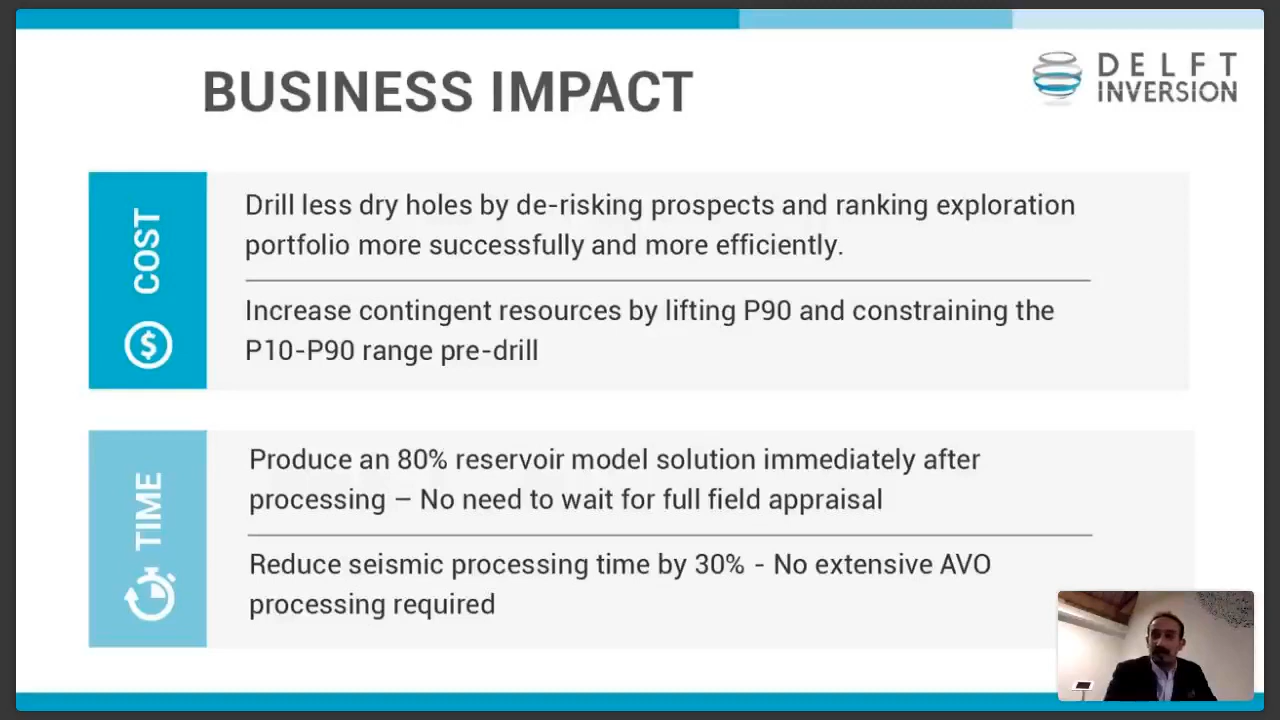 BUSINESS IMPACT
DELFT
INVERSION
COST
$
Drill less dry holes by de-risking prospects and ranking exploration
portfolio more successfully and more efficiently.
Increase contingent resources by lifting P90 and constraining the
P10-P90 range pre-drill
TIME
Produce an 80% reservoir model solution immediately after
processing – No need to wait for full field appraisal
Reduce seismic processing time by 30% - No extensive AVO
processing required